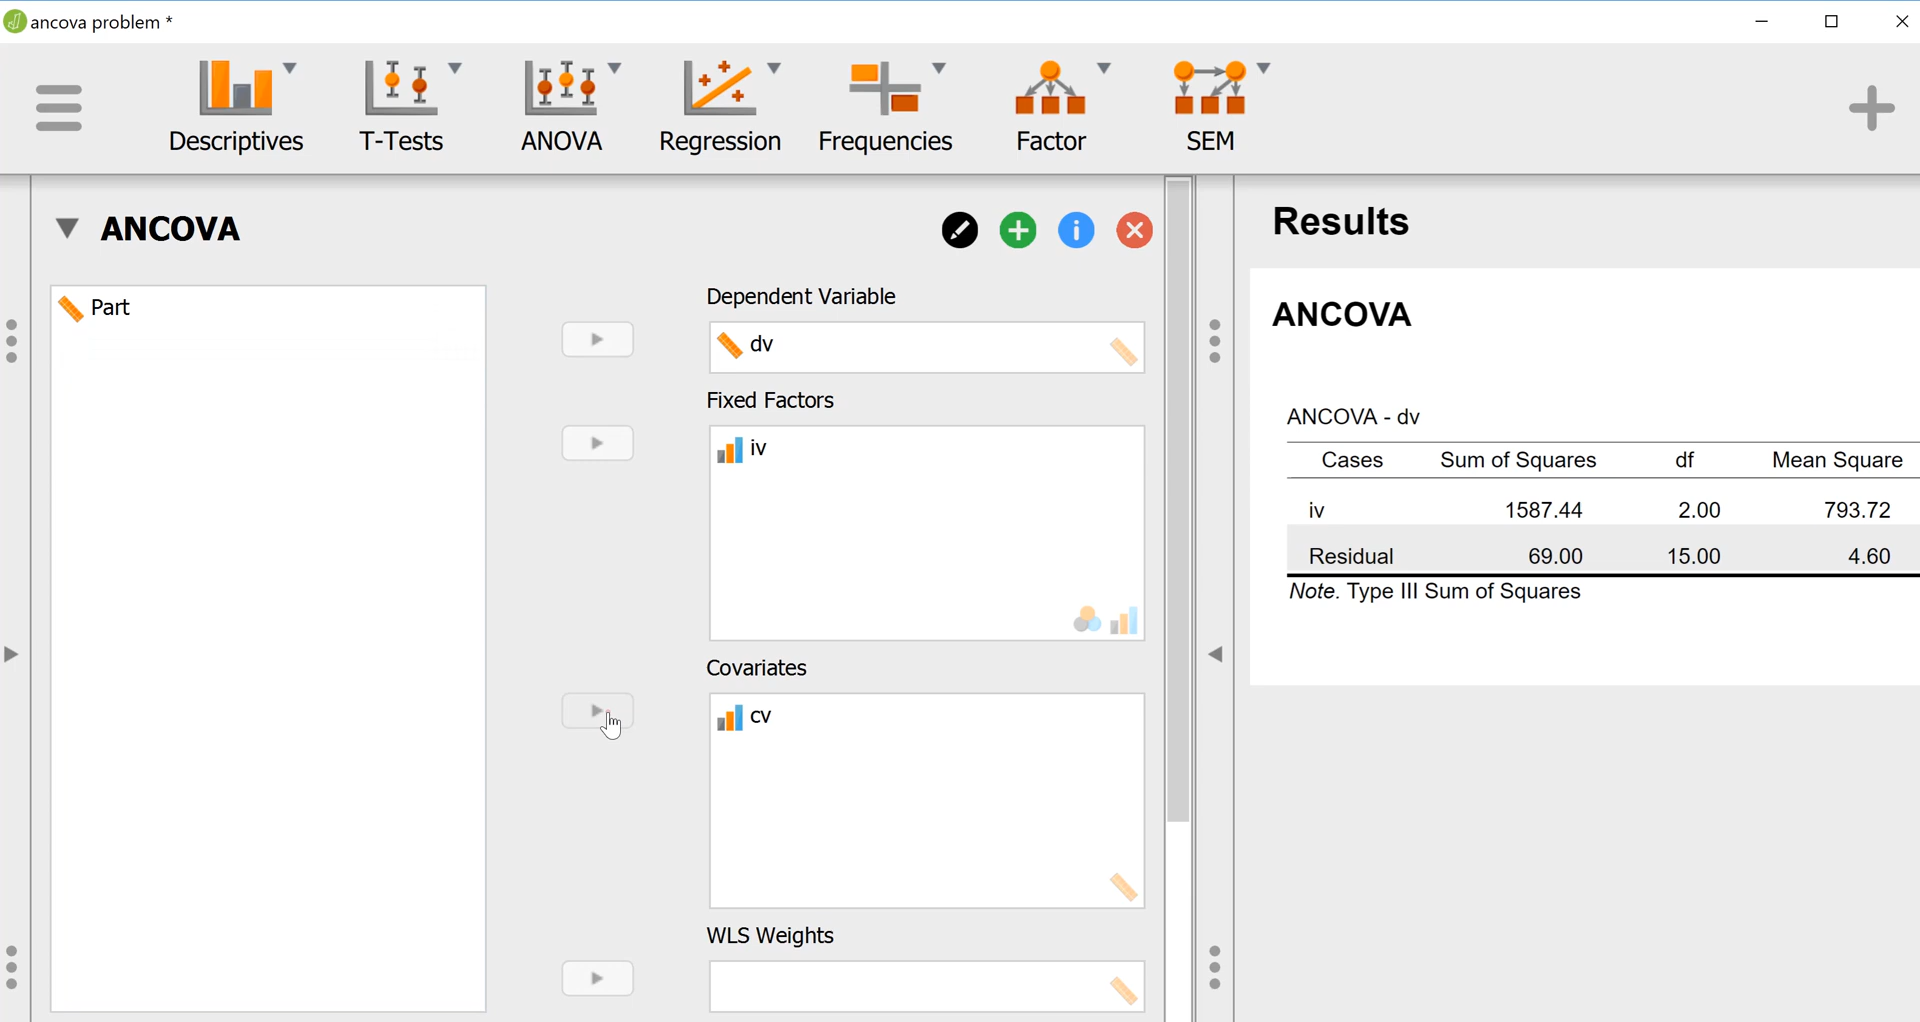 ancova problem *
Descriptives T-Tests ANOVA Regression Frequencies Factor SEM
ANCOVA
Part
Dependent Variable
dv
Fixed Factors
iv
Covariates
cv
WLS Weights
Results
ANCOVA
ANCOVA - dv
Cases Sum of Squares df Mean Square
iv 1587.44 2.00 793.72
Residual 69.00 15.00 4.60
Note. Type III Sum of Squares